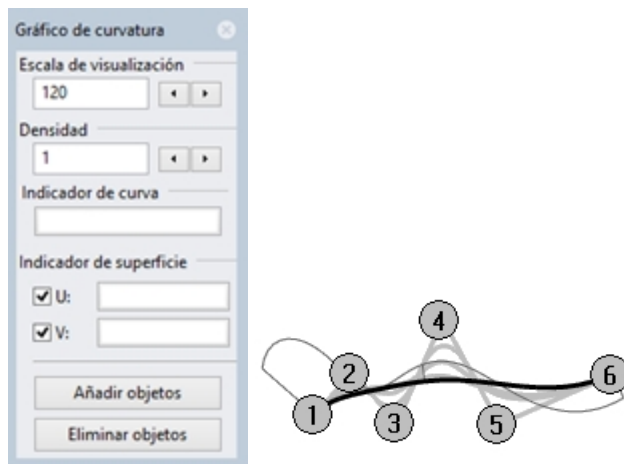 Gráfico de curvatura
Escala de visualización
120
Densidad
1
Indicador de curva
Indicador de superficie
U:
V:
Añadir objetos
Eliminar objetos
1
2
3
4
5
6